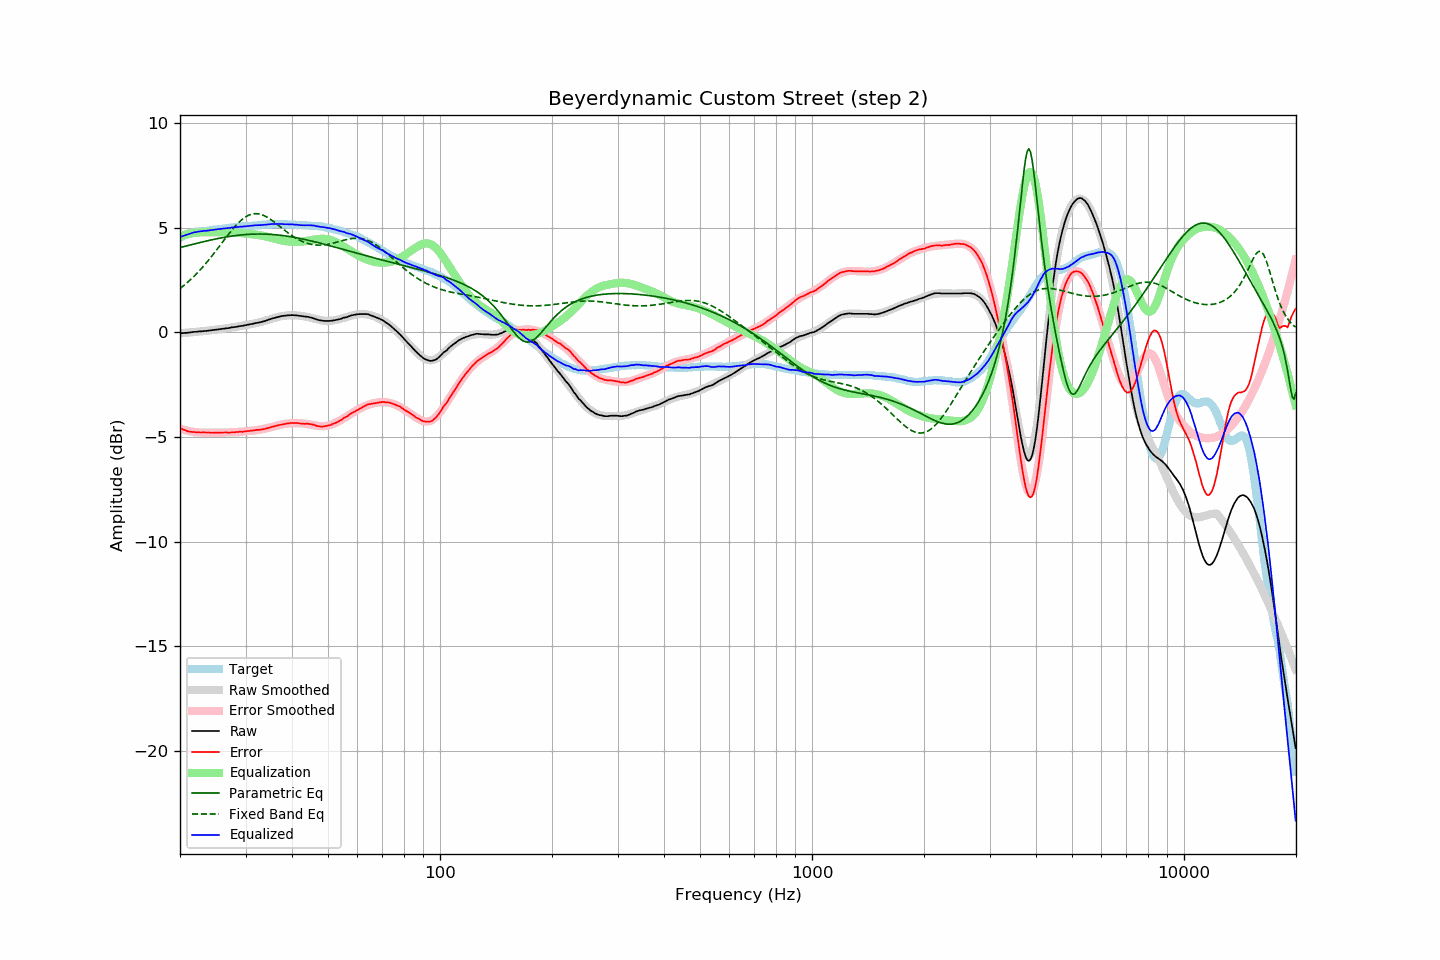 Beyerdynamic Custom Street (step 2)
10
5
0
−5
−10
−15
−20
Amplitude (dBr)
Target
Raw Smoothed
Error Smoothed
Raw
Error
Equalization
Parametric Eq
Fixed Band Eq
Equalized
100
1000
10000
Frequency (Hz)